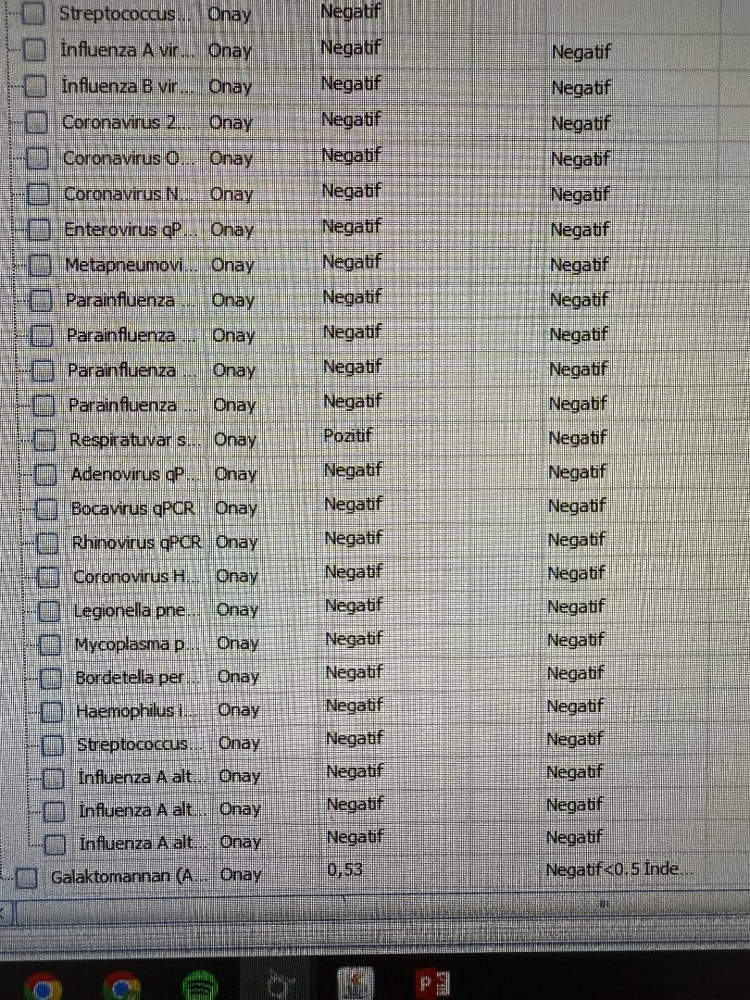 Streptococcus... Onay Negatif
İnfluenza A vir... Onay Negatif Negatif
İnfluenza B vir... Onay Negatif Negatif
Coronavirus 2... Onay Negatif Negatif
Coronavirus O... Onay Negatif Negatif
Coronavirus N... Onay Negatif Negatif
Enterovirus qP... Onay Negatif Negatif
Metapneumovi... Onay Negatif Negatif
Parainfluenza ... Onay Negatif Negatif
Parainfluenza ... Onay Negatif Negatif
Parainfluenza ... Onay Negatif Negatif
Parainfluenza ... Onay Negatif Negatif
Respiratuvar s... Onay Pozitif Negatif
Adenovirus qP... Onay Negatif Negatif
Bocavirus qPCR Onay Negatif Negatif
Rhinovirus qPCR Onay Negatif Negatif
Coronovirus H... Onay Negatif Negatif
Legionella pne... Onay Negatif Negatif
Mycoplasma p... Onay Negatif Negatif
Bordetella per... Onay Negatif Negatif
Haemophilus i... Onay Negatif Negatif
Streptococcus... Onay Negatif Negatif
İnfluenza A alt... Onay Negatif Negatif
İnfluenza A alt... Onay Negatif Negatif
İnfluenza A alt... Onay Negatif Negatif
Galaktomannan (A... Onay 0,53 Negatif<0.5 İnde...
P